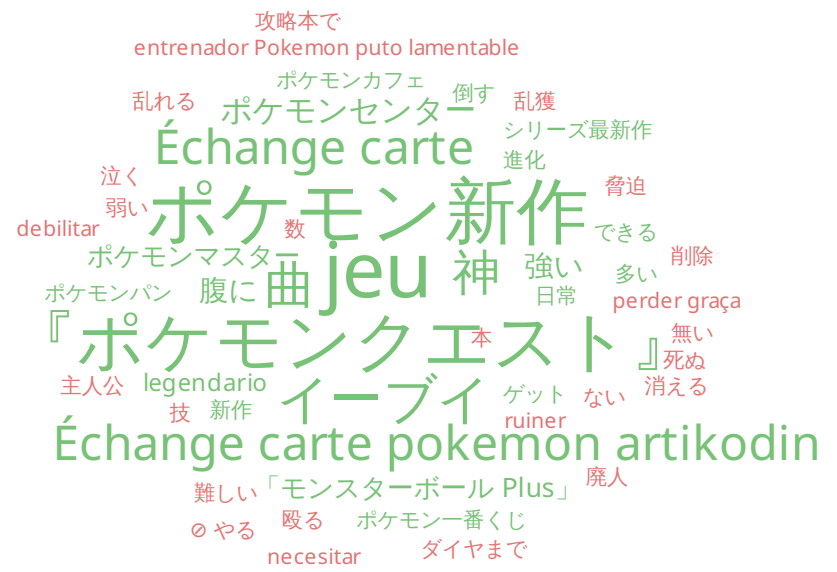 攻略本で
entrenador Pokemon puto lamentable
ポケモンカフェ
倒す
乱れる
ポケモンセンター
乱獲
シリーズ最新作
Échange carte
進化
泣く
脅迫
弱い
ポケモン新作
debilitar
数
できる
ポケモンマスター
jeu
神
強い
削除
多い
ポケモンパン
腹に
曲
日常
perder graça
『ポケモンクエスト』
本
無い
死ぬ
主人公
legendario
イーブイ
ゲット
ない
消える
技
新作
ruiner
Échange carte pokemon artikodin
廃人
難しい
「モンスターボール Plus」
⊘ やる
殴る
ポケモン一番くじ
necesitar
ダイヤまで